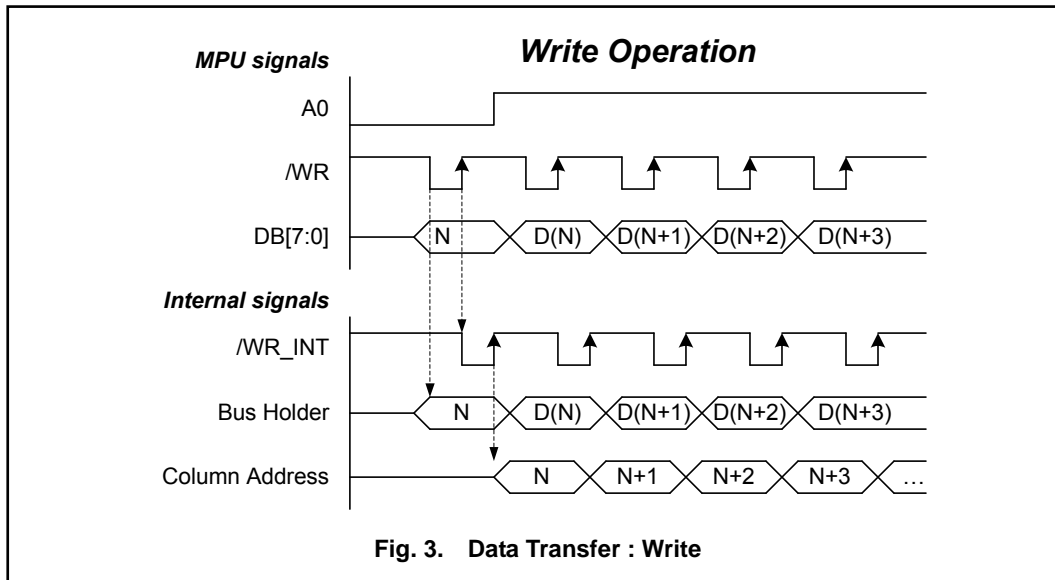 Write Operation
MPU signals
A0
/WR
DB[7:0] N D(N) D(N+1) D(N+2) D(N+3)
Internal signals
/WR_INT
Bus Holder N D(N) D(N+1) D(N+2) D(N+3)
Column Address N N+1 N+2 N+3 …
Fig. 3. Data Transfer : Write